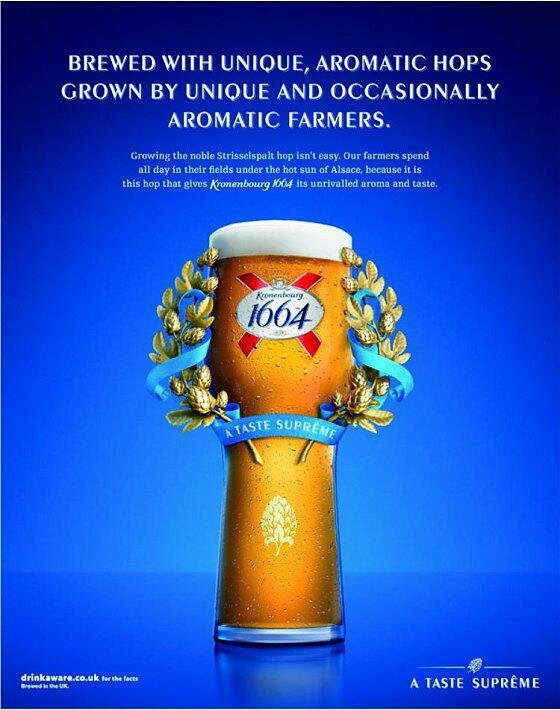 BREWED WITH UNIQUE, AROMATIC HOPS
GROWN BY UNIQUE AND OCCASIONALLY
AROMATIC FARMERS.
Growing the noble Strisselspalt hop isn't easy. Our farmers spend
all day in their fields under the hot sun of Alsace, because it is
this hop that gives Kronenbourg 1664 its unrivalled aroma and taste.
Kronenbourg
1664
A TASTE SUPRÊME
drinkaware.co.uk for the facts
Brewed in the UK.
A TASTE SUPRÊME